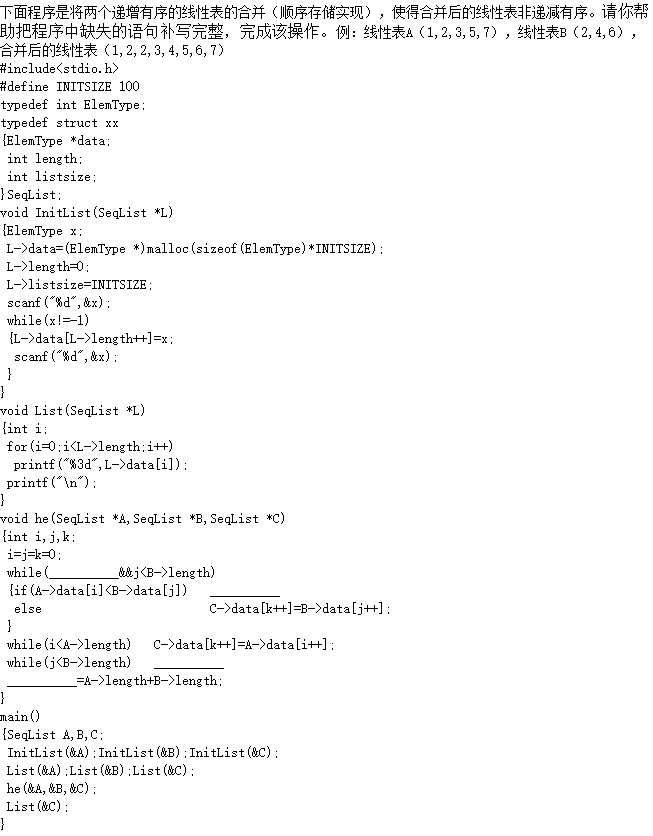 下面程序是将两个递增有序的线性表的合并（顺序存储实现），使得合并后的线性表非递减有序。请你帮
助把程序中缺失的语句补写完整，完成该操作。例：线性表A（1,2,3,5,7），线性表B（2,4,6），
合并后的线性表（1,2,2,3,4,5,6,7）
#include<stdio.h>
#define INITSIZE 100
typedef int ElemType;
typedef struct xx
{ElemType *data;
 int length;
 int listsize;
}SeqList;
void InitList(SeqList *L)
{ElemType x;
 L->data=(ElemType *)malloc(sizeof(ElemType)*INITSIZE);
 L->length=0;
 L->listsize=INITSIZE;
 scanf("%d",&x);
 while(x!=-1)
 {L->data[L->length++]=x;
  scanf("%d",&x);
 }
}
void List(SeqList *L)
{int i;
 for(i=0;i<L->length;i++)
  printf("%3d",L->data[i]);
 printf("\n");
}
void he(SeqList *A,SeqList *B,SeqList *C)
{int i,j,k;
 i=j=k=0;
 while(__________&&j<B->length)
 {if(A->data[i]<B->data[j])   __________
  else                        C->data[k++]=B->data[j++];
 }
 while(i<A->length)   C->data[k++]=A->data[i++];
 while(j<B->length)   __________
 __________=A->length+B->length;
}
main()
{SeqList A,B,C;
 InitList(&A);InitList(&B);InitList(&C);
 List(&A);List(&B);List(&C);
 he(&A,&B,&C);
 List(&C);
}